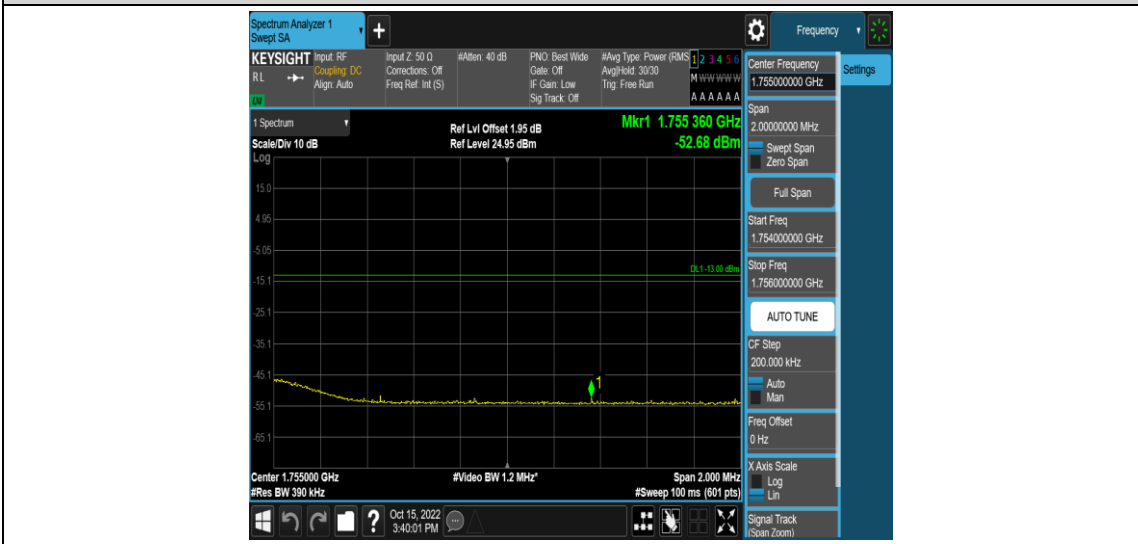 Spectrum Analyzer 1
Swept SA
+
Frequency
KEYSIGHT
RL
LXI
Input: RF
Coupling: DC
Align: Auto
Input Z: 50 Ω
Corrections: Off
Freq Ref: Int (S)
#Atten: 40 dB
PNO: Best Wide
Gate: Off
IF Gain: Low
Sig Track: Off
#Avg Type: Power (RMS
Avg|Hold: 30/30
Trig: Free Run
1 2 3 4 5 6
M W W W W W
A A A A A A
1 Spectrum
Scale/Div 10 dB
Log
Ref Lvl Offset 1.95 dB
Ref Level 24.95 dBm
Mkr1 1.755 360 GHz
-52.68 dBm
15.0
4.95
-5.05
DL1 -13.00 dBm
-15.1
-25.1
-35.1
-45.1
1
-55.1
-65.1
Center 1.755000 GHz
#Res BW 390 kHz
#Video BW 1.2 MHz*
Span 2.000 MHz
#Sweep 100 ms (601 pts)
Center Frequency
1.755000000 GHz
Settings
Span
2.00000000 MHz
Swept Span
Zero Span
Full Span
Start Freq
1.754000000 GHz
Stop Freq
1.756000000 GHz
AUTO TUNE
CF Step
200.000 kHz
Auto
Man
Freq Offset
0 Hz
X Axis Scale
Log
Lin
Signal Track
(Span Zoom)
?
Oct 15, 2022
3:40:01 PM